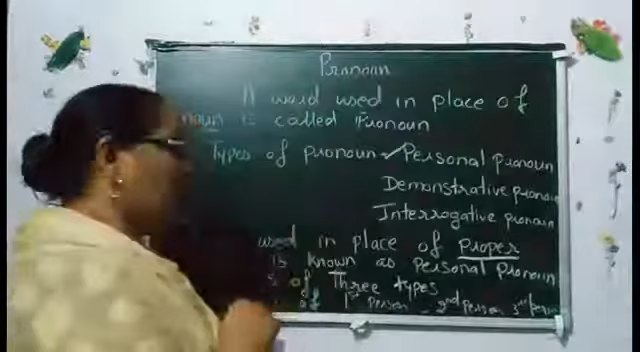 Pronoun
A word used in place of
noun is called Pronoun
Types of pronoun ✓ Personal pronoun
Demonstrative pronoun
Interrogative pronoun
used in place of proper
is known as Personal Pronoun
of Three types
of 1st Person - 2nd Person 3rd